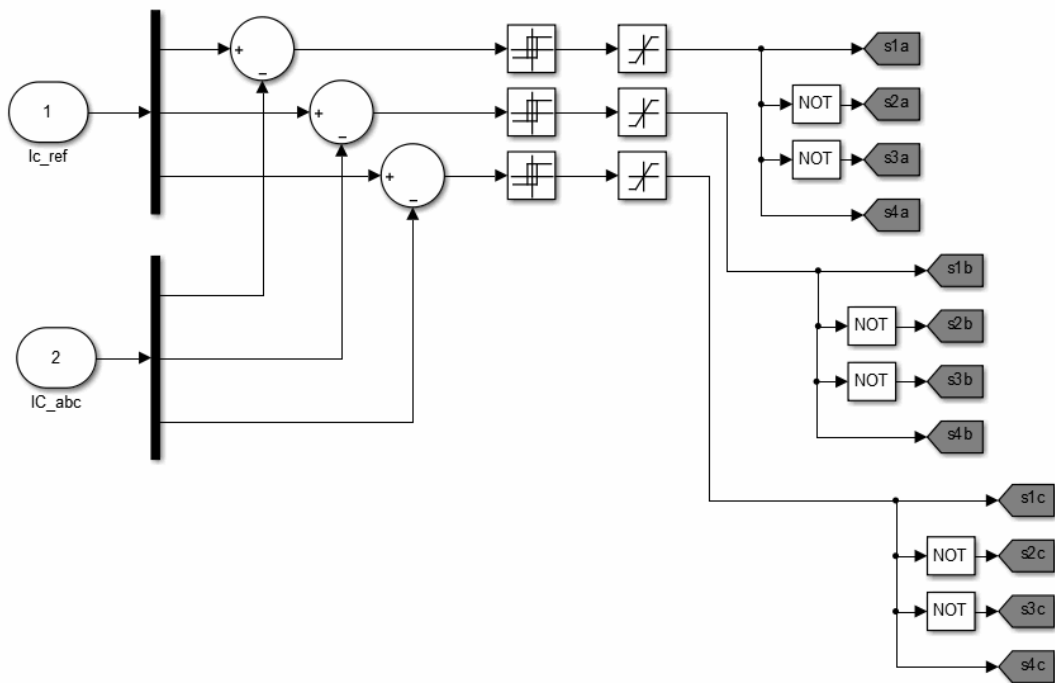 +
−
s1a
1
+
−
NOT
s2a
Ic_ref
+
−
NOT
s3a
s4a
s1b
NOT
s2b
2
NOT
s3b
IC_abc
s4b
s1c
NOT
s2c
NOT
s3c
s4c